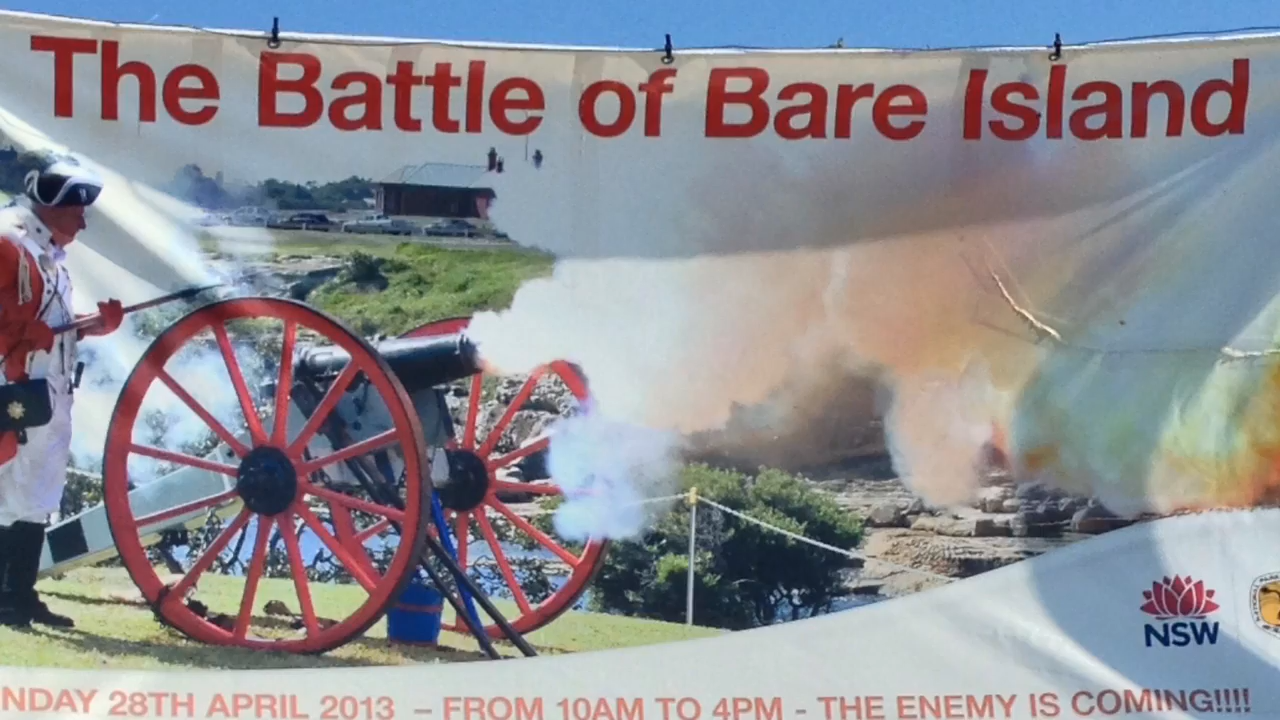 The Battle of Bare Island
NSW
NDAY 28TH APRIL 2013 – FROM 10AM TO 4PM - THE ENEMY IS COMING!!!!